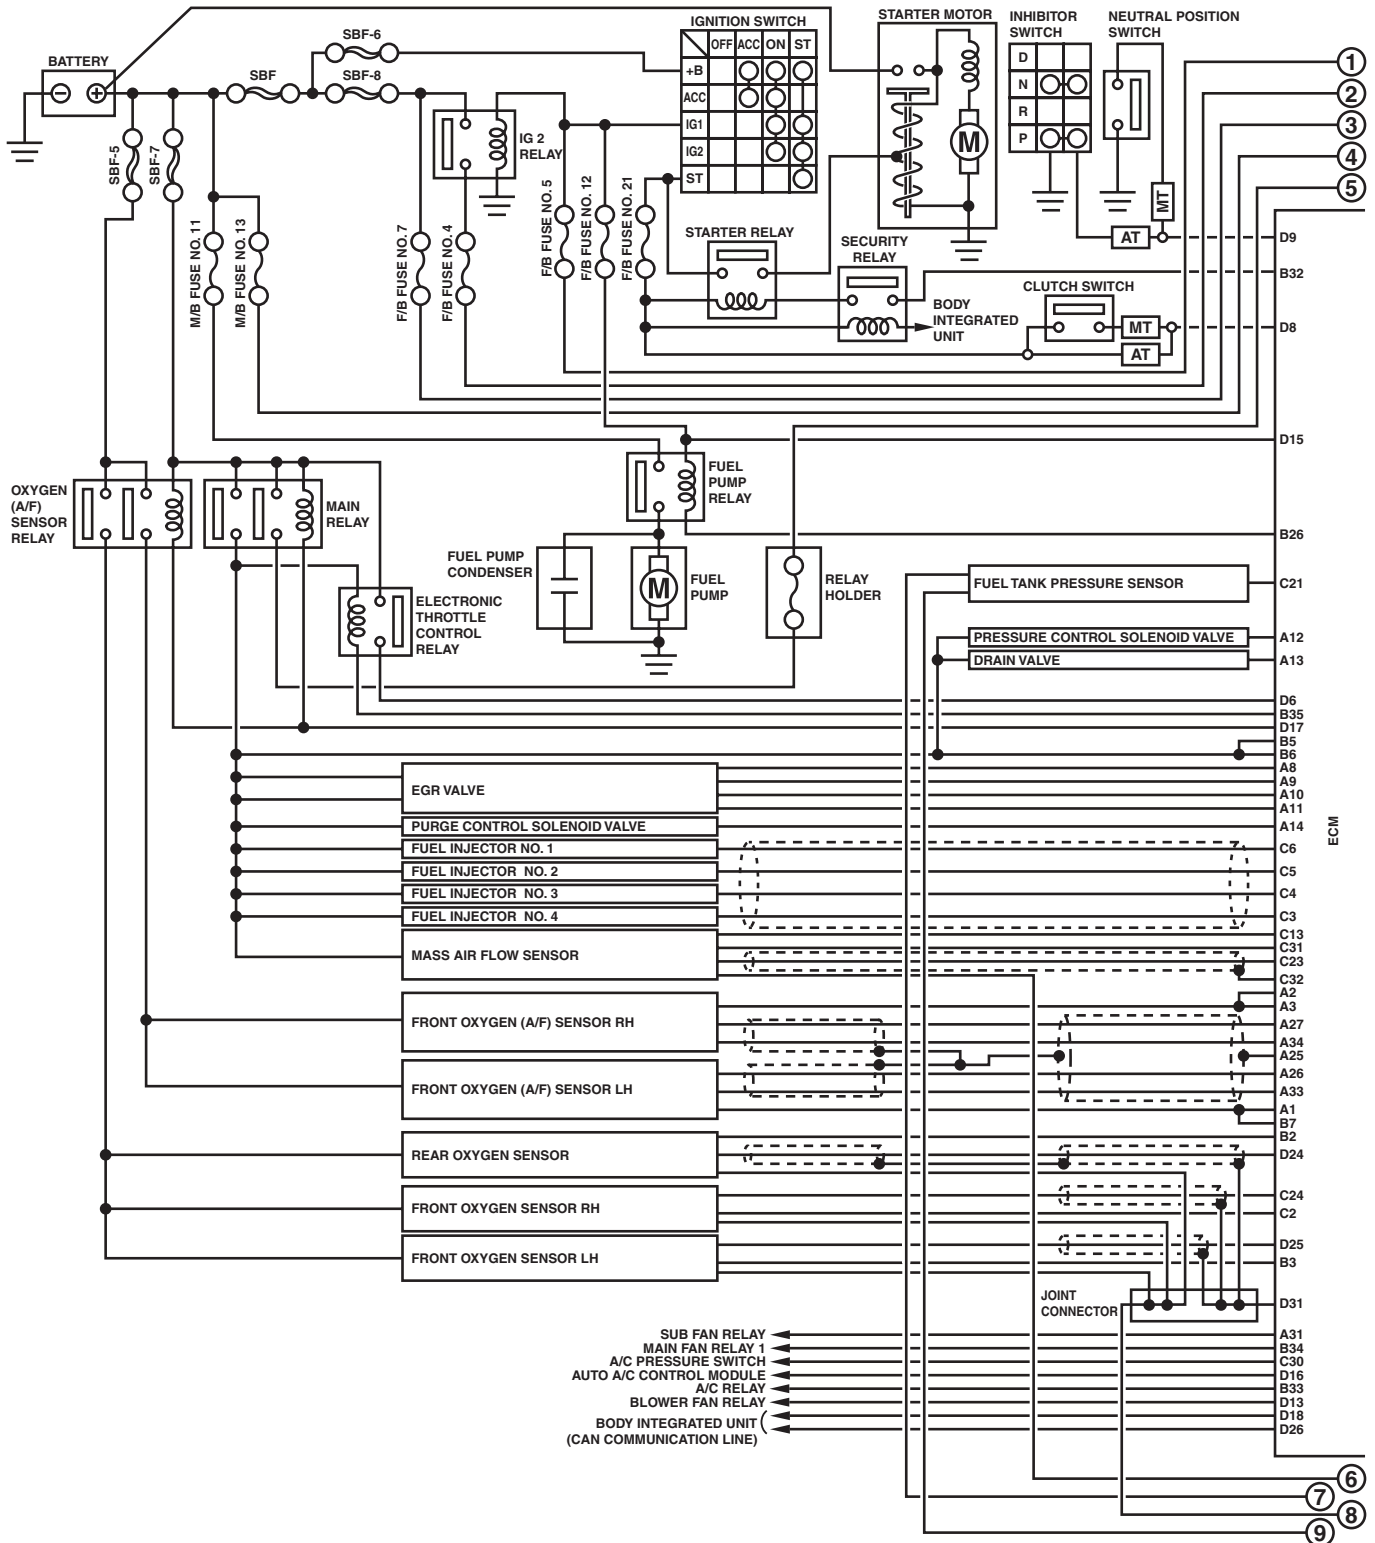 BATTERY
SBF
SBF-6
SBF-8
SBF-5
SBF-7
IG 2
RELAY
IGNITION SWITCH
OFF ACC ON ST
+B
ACC
IG1
IG2
ST
STARTER MOTOR
M
INHIBITOR
SWITCH
D
N
R
P
NEUTRAL POSITION
SWITCH
MT
AT
1
2
3
4
5
M/B FUSE NO. 11
M/B FUSE NO. 13
F/B FUSE NO. 7
F/B FUSE NO. 4
F/B FUSE NO. 5
F/B FUSE NO. 12
F/B FUSE NO. 21
STARTER RELAY
SECURITY
RELAY
BODY
INTEGRATED
UNIT
CLUTCH SWITCH
MT
AT
D9
B32
D8
D15
OXYGEN
(A/F)
SENSOR
RELAY
MAIN
RELAY
FUEL
PUMP
RELAY
B26
ELECTRONIC
THROTTLE
CONTROL
RELAY
FUEL PUMP
CONDENSER
M
FUEL
PUMP
RELAY
HOLDER
FUEL TANK PRESSURE SENSOR
C21
PRESSURE CONTROL SOLENOID VALVE
A12
DRAIN VALVE
A13
D6
B35
D17
B5
B6
EGR VALVE
A8
A9
A10
A11
PURGE CONTROL SOLENOID VALVE
A14
ECM
FUEL INJECTOR NO. 1
C6
FUEL INJECTOR NO. 2
C5
FUEL INJECTOR NO. 3
C4
FUEL INJECTOR NO. 4
C3
MASS AIR FLOW SENSOR
C13
C31
C23
C32
A2
A3
FRONT OXYGEN (A/F) SENSOR RH
A27
A34
A25
FRONT OXYGEN (A/F) SENSOR LH
A26
A33
A1
B7
B2
REAR OXYGEN SENSOR
D24
FRONT OXYGEN SENSOR RH
C24
C2
FRONT OXYGEN SENSOR LH
D25
B3
JOINT
CONNECTOR
D31
SUB FAN RELAY
A31
MAIN FAN RELAY 1
B34
A/C PRESSURE SWITCH
C30
AUTO A/C CONTROL MODULE
D16
A/C RELAY
B33
BLOWER FAN RELAY
D13
BODY INTEGRATED UNIT
(CAN COMMUNICATION LINE)
D18
D26
6
7
8
9